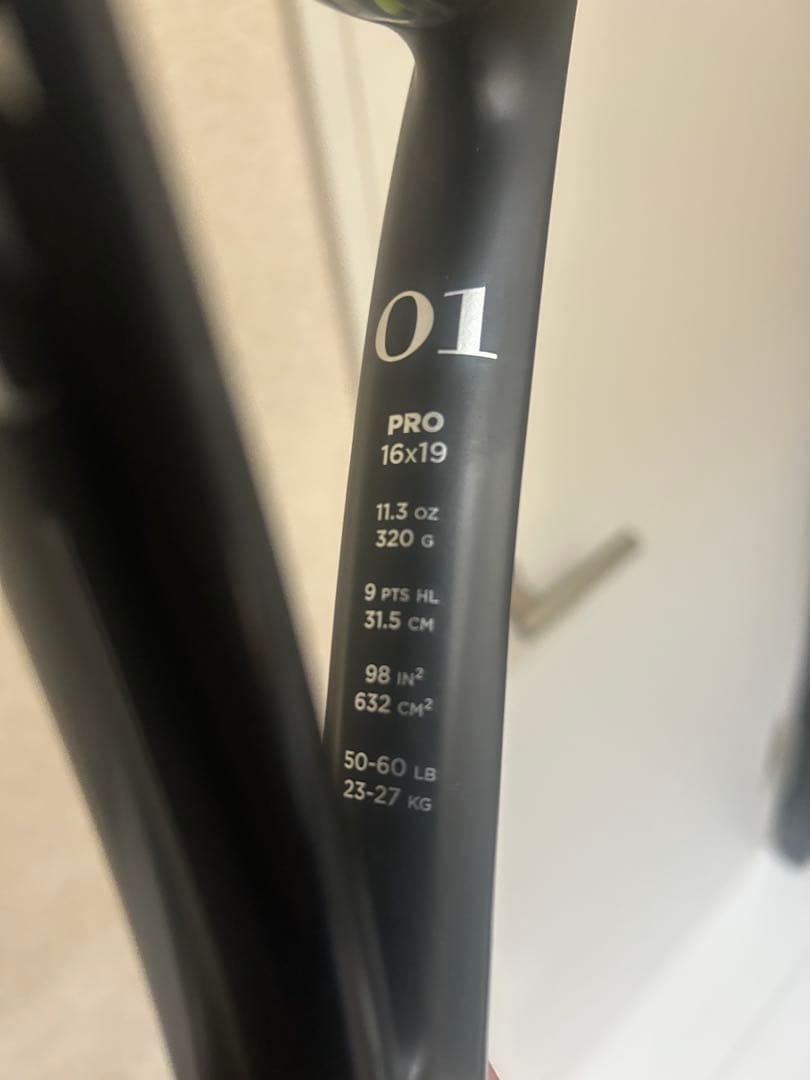 01
PRO
16x19
11.3 OZ
320 G
9 PTS HL
31.5 CM
98 IN²
632 CM²
50-60 LB
23-27 KG